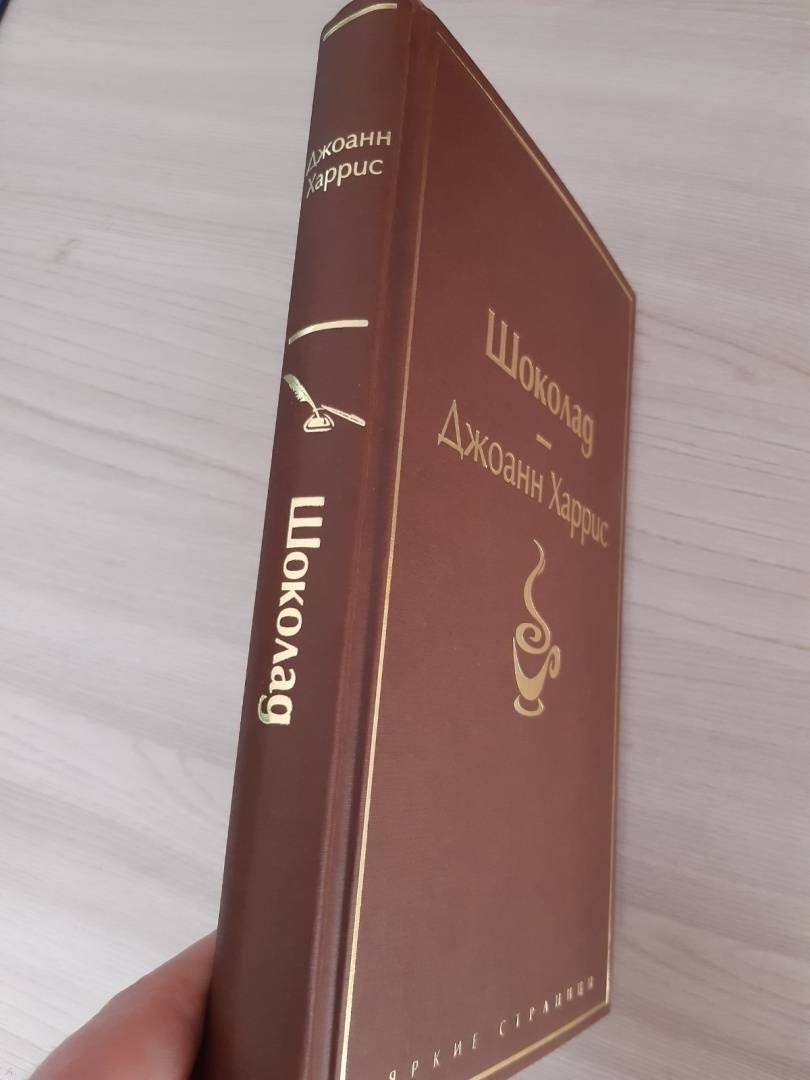 Джоанн
Харрис
Шоколад
Шоколад
–
Джоанн Харрис
ЯРКИЕ СТРАНИЦЫ